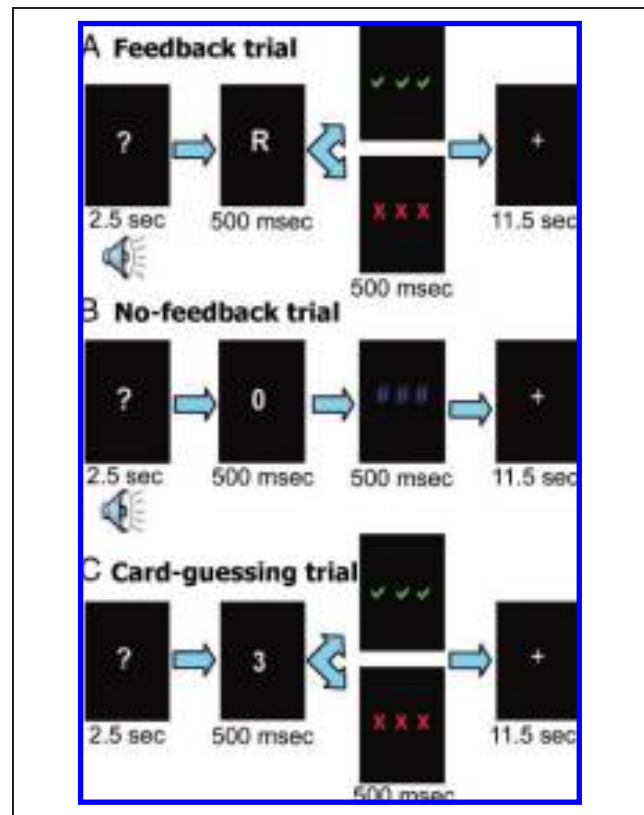 A Feedback trial
✓ ✓ ✓
? R +
X X X
2.5 sec 500 msec 11.5 sec
500 msec
B No-feedback trial
? 0 # # # +
2.5 sec 500 msec 500 msec 11.5 sec
C Card-guessing trial
✓ ✓ ✓
? 3 +
X X X
2.5 sec 500 msec 11.5 sec
500 msec